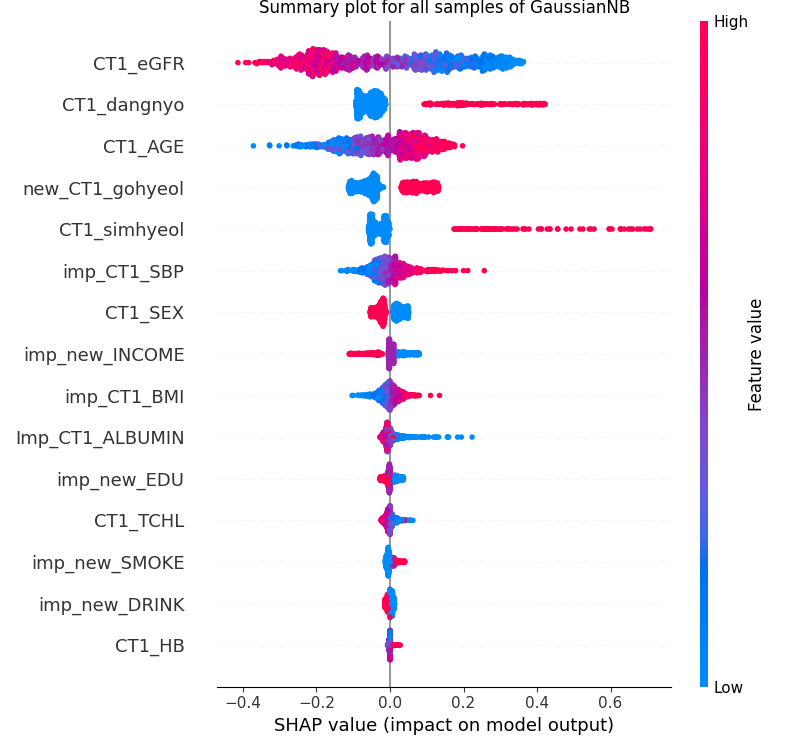 Summary plot for all samples of GaussianNB
High
CT1_eGFR
CT1_dangnyo
CT1_AGE
new_CT1_gohyeol
CT1_simhyeol
imp_CT1_SBP
CT1_SEX
imp_new_INCOME
imp_CT1_BMI
Imp_CT1_ALBUMIN
imp_new_EDU
CT1_TCHL
imp_new_SMOKE
imp_new_DRINK
CT1_HB
Feature value
Low
−0.4 −0.2 0.0 0.2 0.4 0.6
SHAP value (impact on model output)